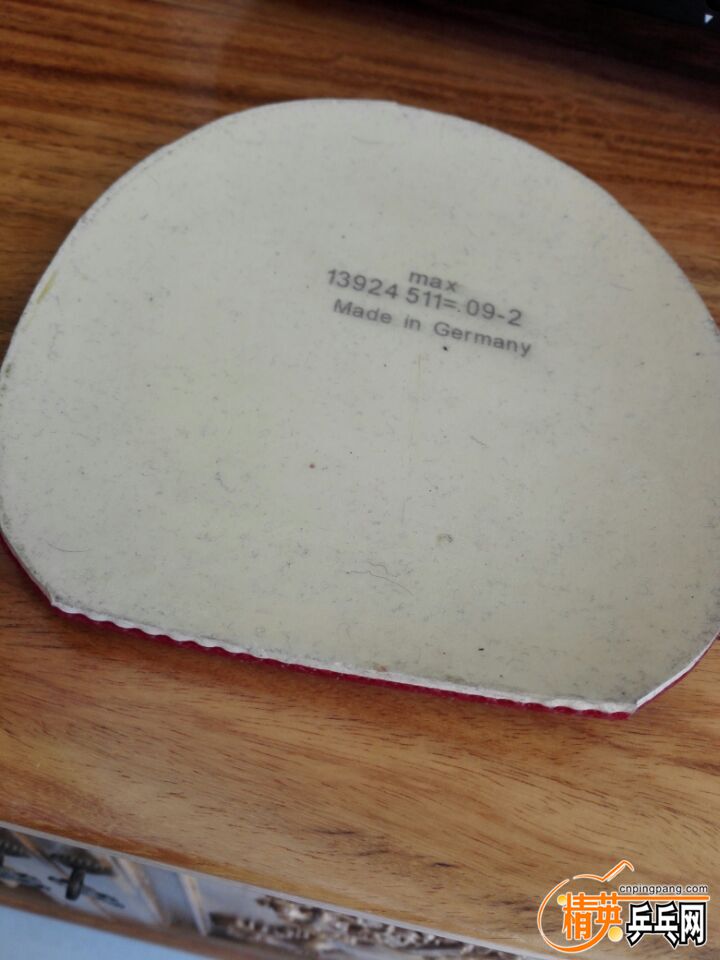 max
13924 511=.09-2
Made in Germany
cnpingpang.com
精英乒乓网